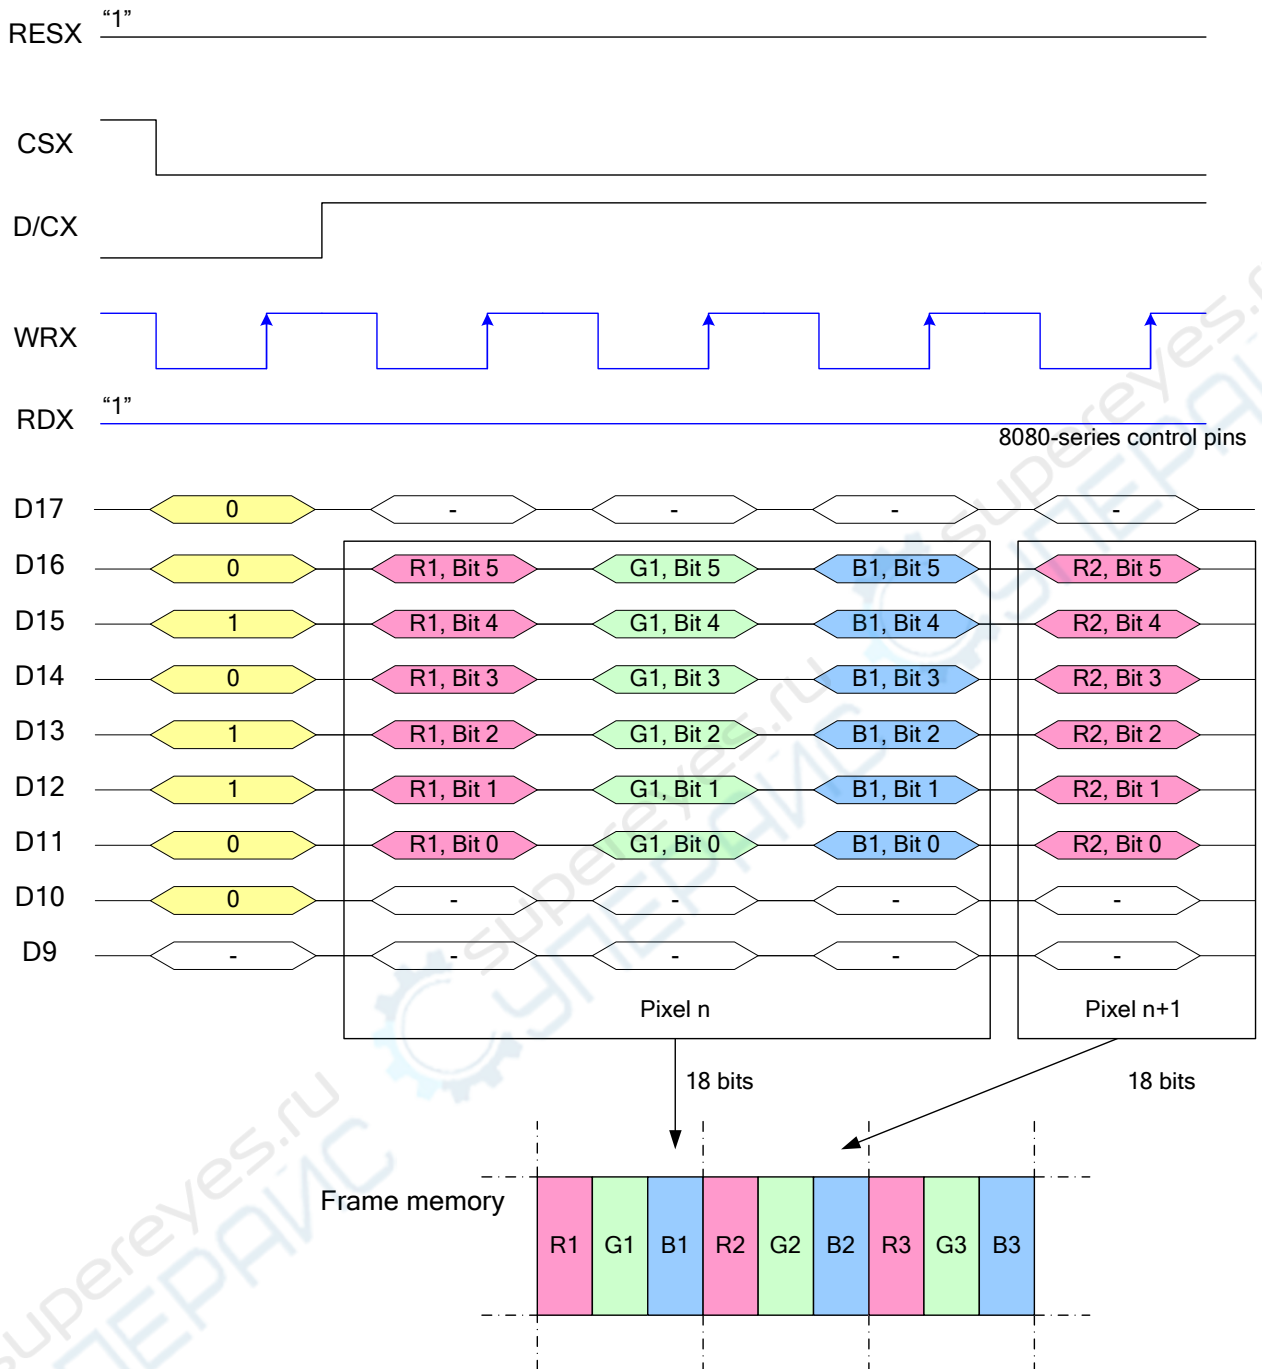 RESX "1"
CSX
D/CX
WRX
RDX "1"
8080-series control pins
D17 0 - - - -
D16 0 R1, Bit 5 G1, Bit 5 B1, Bit 5 R2, Bit 5
D15 1 R1, Bit 4 G1, Bit 4 B1, Bit 4 R2, Bit 4
D14 0 R1, Bit 3 G1, Bit 3 B1, Bit 3 R2, Bit 3
D13 1 R1, Bit 2 G1, Bit 2 B1, Bit 2 R2, Bit 2
D12 1 R1, Bit 1 G1, Bit 1 B1, Bit 1 R2, Bit 1
D11 0 R1, Bit 0 G1, Bit 0 B1, Bit 0 R2, Bit 0
D10 0 - - - -
D9 - - - - -
Pixel n Pixel n+1
18 bits 18 bits
Frame memory
R1 G1 B1 R2 G2 B2 R3 G3 B3
supereyes.ru
СУПЕРАЙС